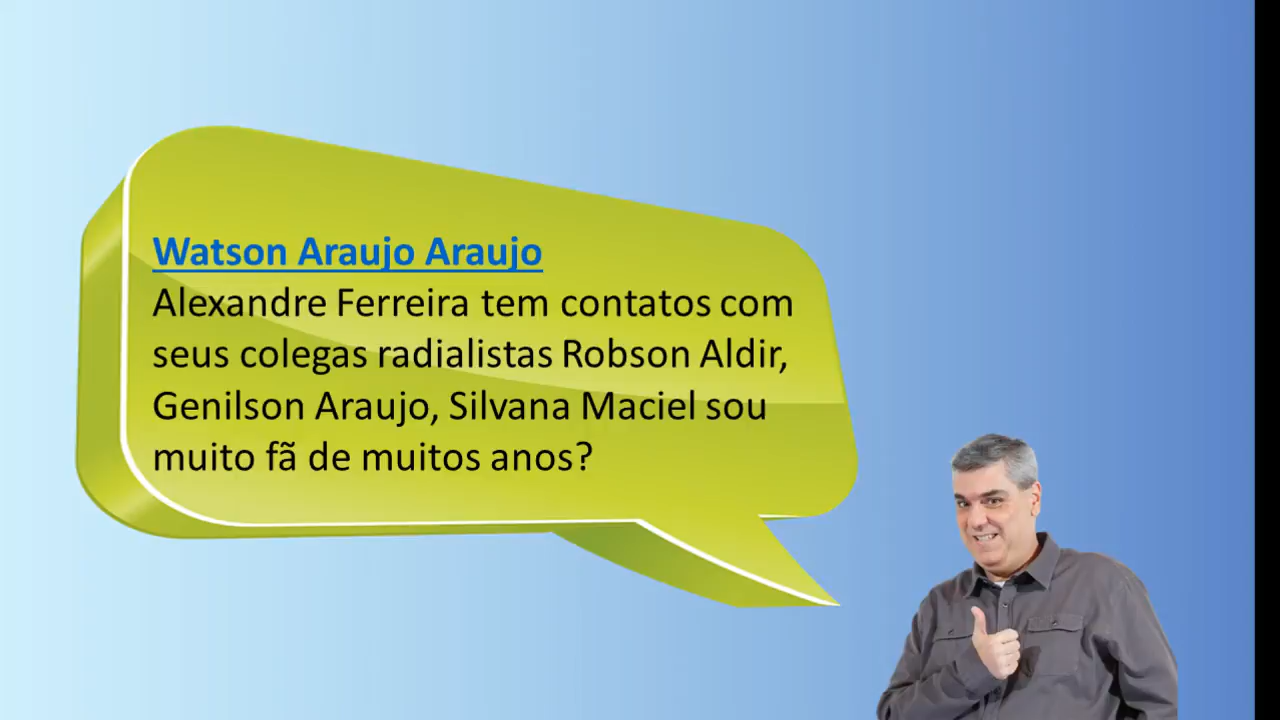 Watson Araujo Araujo
Alexandre Ferreira tem contatos com
seus colegas radialistas Robson Aldir,
Genilson Araujo, Silvana Maciel sou
muito fã de muitos anos?